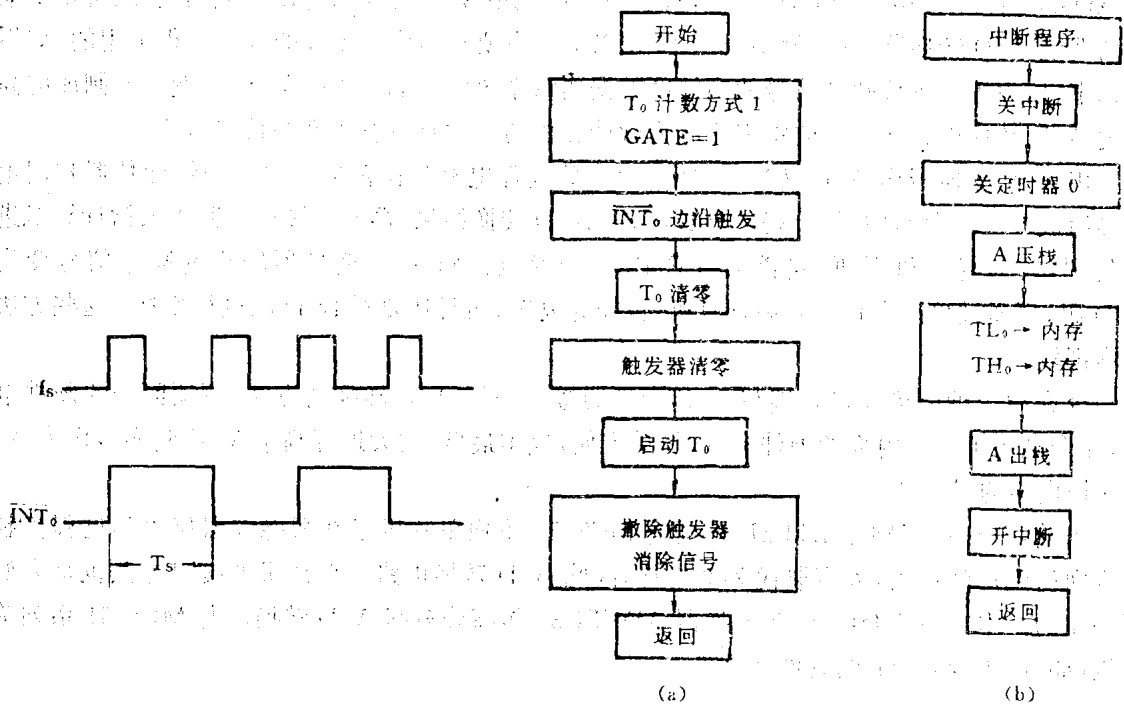 开始
T₀ 计数方式 1
GATE=1
I̅N̅T̅₀ 边沿触发
T₀ 清零
触发器清零
启动 T₀
撤除触发器
消除信号
返回
(a)
中断程序
关中断
关定时器 0
A 压栈
TL₀→ 内存
TH₀→内存
A 出栈
开中断
返回
(b)
fs
I̅NT₀
Ts